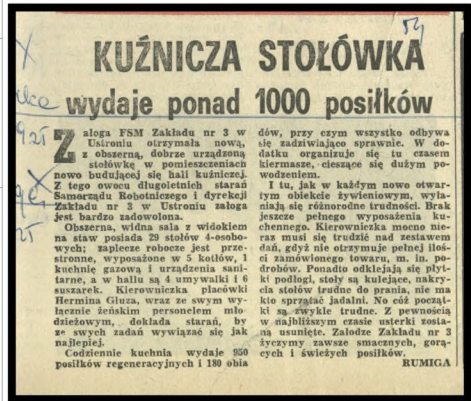 KUŹNICZA STOŁÓWKA
wydaje ponad 1000 posiłków
Załoga FSM Zakładu nr 3 w
Ustroniu otrzymała nową,
z obszerną, dobrze urządzoną
stołówkę w pomieszczeniach
nowo budującej się hali kuźniczej.
Z tego owocu długoletnich starań
Samorządu Robotniczego i dyrekcji
Zakładu nr 3 w Ustroniu załoga
jest bardzo zadowolona.
Obszerna, widna sala z widokiem
na staw posiada 29 stołów 4-osobo-
wych; zaplecze robocze jest prze-
stronne, wyposażone w 5 kotłów, 1
kuchnię gazową i urządzenia sani-
tarne, a w hallu są 4 umywalki i 6
suszarek. Kierowniczka placówki
Hermina Gluza, wraz ze swym wy-
łącznie żeńskim personelem mło-
dzieżowym, dokłada starań, by
ze swych zadań wywiązać się jak
najlepiej.
Codziennie kuchnia wydaje 950
posiłków regeneracyjnych i 180 obia
dów, przy czym wszystko odbywa
się zadziwiająco sprawnie. W do-
datku organizuje się tu czasem
kiermasze, cieszące się dużym po-
wodzeniem.
I tu, jak w każdym nowo otwar-
tym obiekcie żywieniowym, wyła-
niają się różnorodne trudności. Brak
jeszcze pełnego wyposażenia ku-
chennego. Kierowniczka mocno nie-
raz musi się trudzić nad zestawem
dań, gdyż nie otrzymuje pełnej iloś-
ci zamówionego towaru, m. in. po-
drobów. Ponadto odklejają się płyt-
ki podłogi, stoły są kulejące, nakry-
cia stołów trudne do prania, nie ma
kto sprzątać jadalni. No cóż począt-
ki są zwykle trudne. Z pewnością
w najbliższym czasie usterki zosta-
ną usunięte. Załodze Zakładu nr 3
życzymy zawsze smacznych, gorą-
cych i świeżych posiłków.
RUMIGA